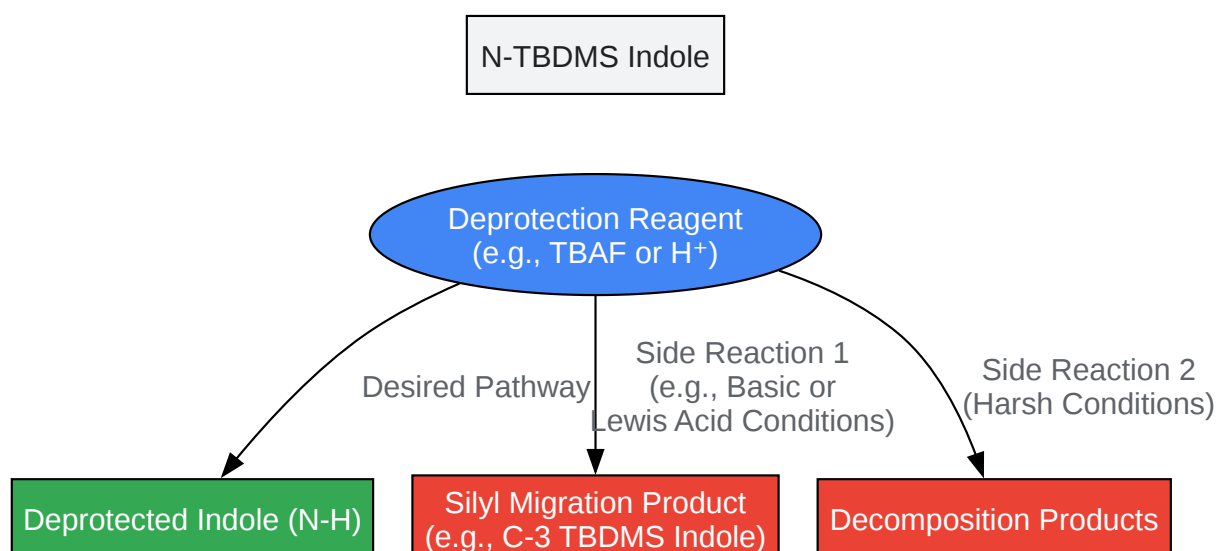 N-TBDMS Indole
Deprotection Reagent
(e.g., TBAF or H⁺)
Desired Pathway
Side Reaction 1
(e.g., Basic or
Lewis Acid Conditions)
Side Reaction 2
(Harsh Conditions)
Deprotected Indole (N-H)
Silyl Migration Product
(e.g., C-3 TBDMS Indole)
Decomposition Products